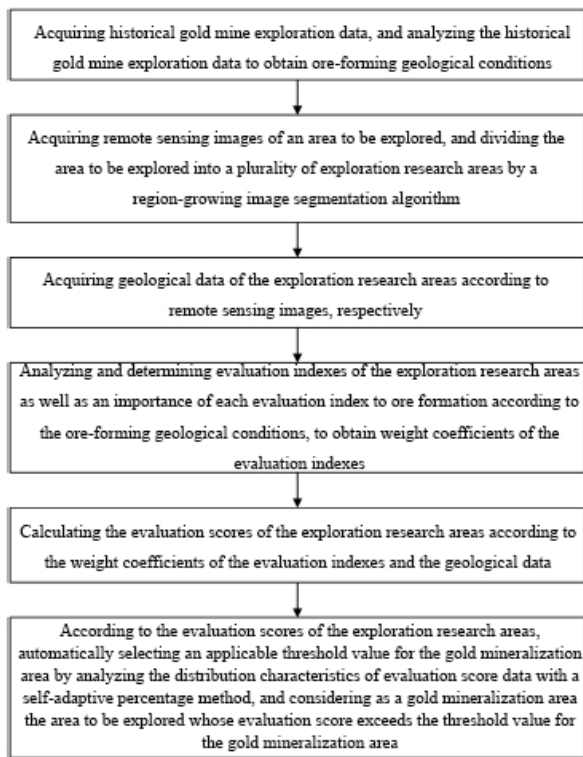 Acquiring historical gold mine exploration data, and analyzing the historical
gold mine exploration data to obtain ore-forming geological conditions
Acquiring remote sensing images of an area to be explored, and dividing the
area to be explored into a plurality of exploration research areas by a
region-growing image segmentation algorithm
Acquiring geological data of the exploration research areas according to
remote sensing images, respectively
Analyzing and determining evaluation indexes of the exploration research areas
as well as an importance of each evaluation index to ore formation according to
the ore-forming geological conditions, to obtain weight coefficients of the
evaluation indexes
Calculating the evaluation scores of the exploration research areas according to
the weight coefficients of the evaluation indexes and the geological data
According to the evaluation scores of the exploration research areas,
automatically selecting an applicable threshold value for the gold mineralization
area by analyzing the distribution characteristics of evaluation score data with a
self-adaptive percentage method, and considering as a gold mineralization area
the area to be explored whose evaluation score exceeds the threshold value for
the gold mineralization area